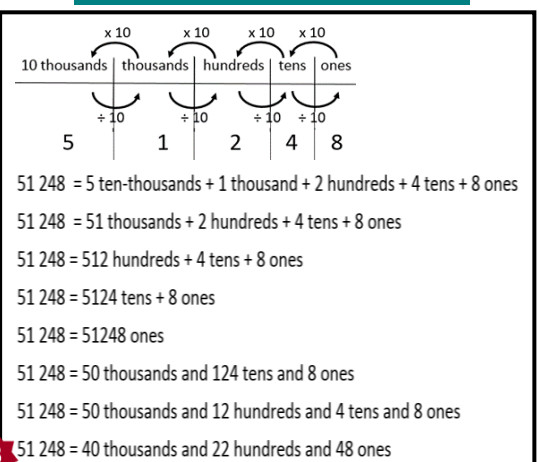 x 10 x 10 x 10 x 10
10 thousands thousands hundreds tens ones
÷ 10 ÷ 10 ÷ 10 ÷ 10
5 1 2 4 8
51 248 = 5 ten-thousands + 1 thousand + 2 hundreds + 4 tens + 8 ones
51 248 = 51 thousands + 2 hundreds + 4 tens + 8 ones
51 248 = 512 hundreds + 4 tens + 8 ones
51 248 = 5124 tens + 8 ones
51 248 = 51248 ones
51 248 = 50 thousands and 124 tens and 8 ones
51 248 = 50 thousands and 12 hundreds and 4 tens and 8 ones
51 248 = 40 thousands and 22 hundreds and 48 ones